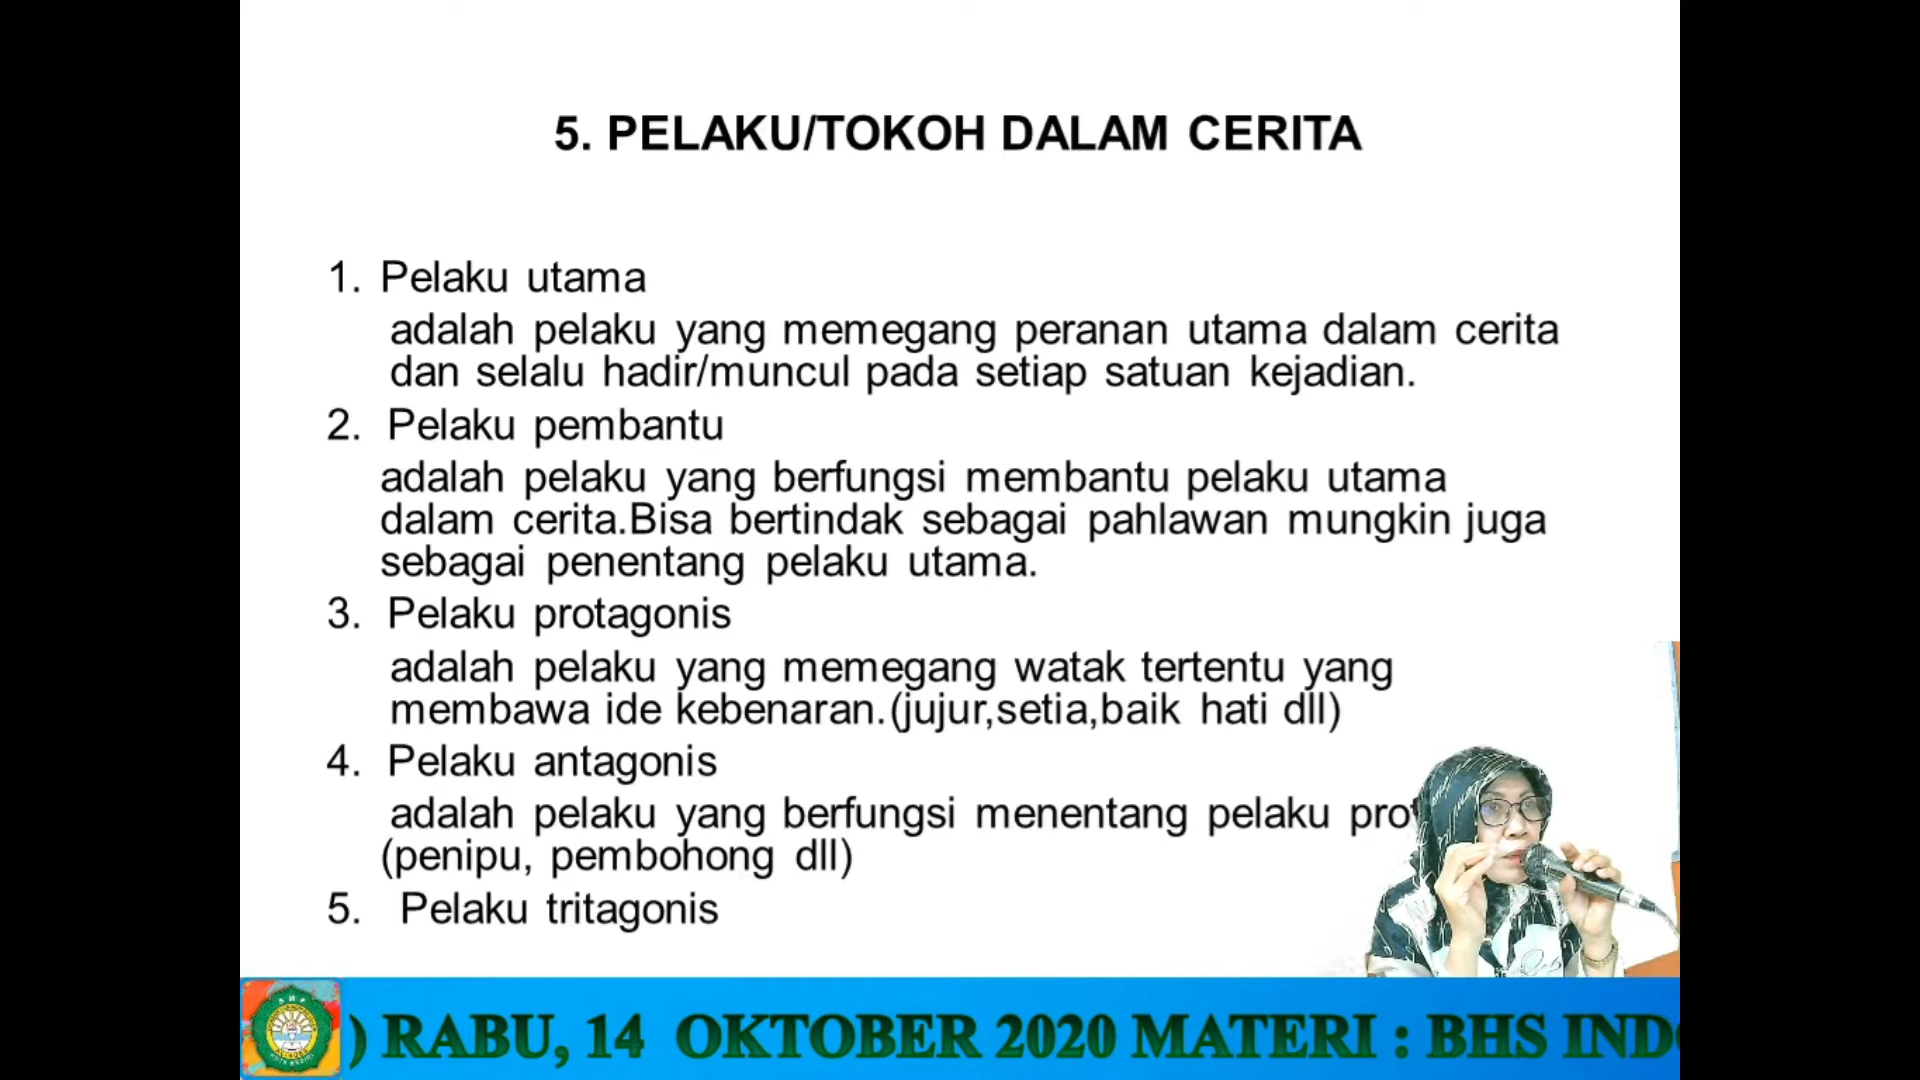 5. PELAKU/TOKOH DALAM CERITA
1. Pelaku utama
adalah pelaku yang memegang peranan utama dalam cerita
dan selalu hadir/muncul pada setiap satuan kejadian.
2. Pelaku pembantu
adalah pelaku yang berfungsi membantu pelaku utama
dalam cerita.Bisa bertindak sebagai pahlawan mungkin juga
sebagai penentang pelaku utama.
3. Pelaku protagonis
adalah pelaku yang memegang watak tertentu yang
membawa ide kebenaran.(jujur,setia,baik hati dll)
4. Pelaku antagonis
adalah pelaku yang berfungsi menentang pelaku
(penipu, pembohong dll)
5. Pelaku tritagonis
) RABU, 14 OKTOBER 2020 MATERI : BHS